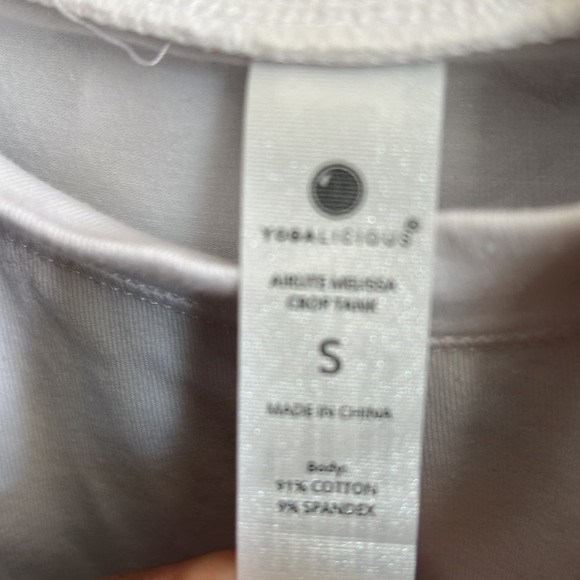 YOGALICIOUS®
AIRLITE MELISSA
CROP TANK
S
MADE IN CHINA
Body:
91% COTTON
9% SPANDEX